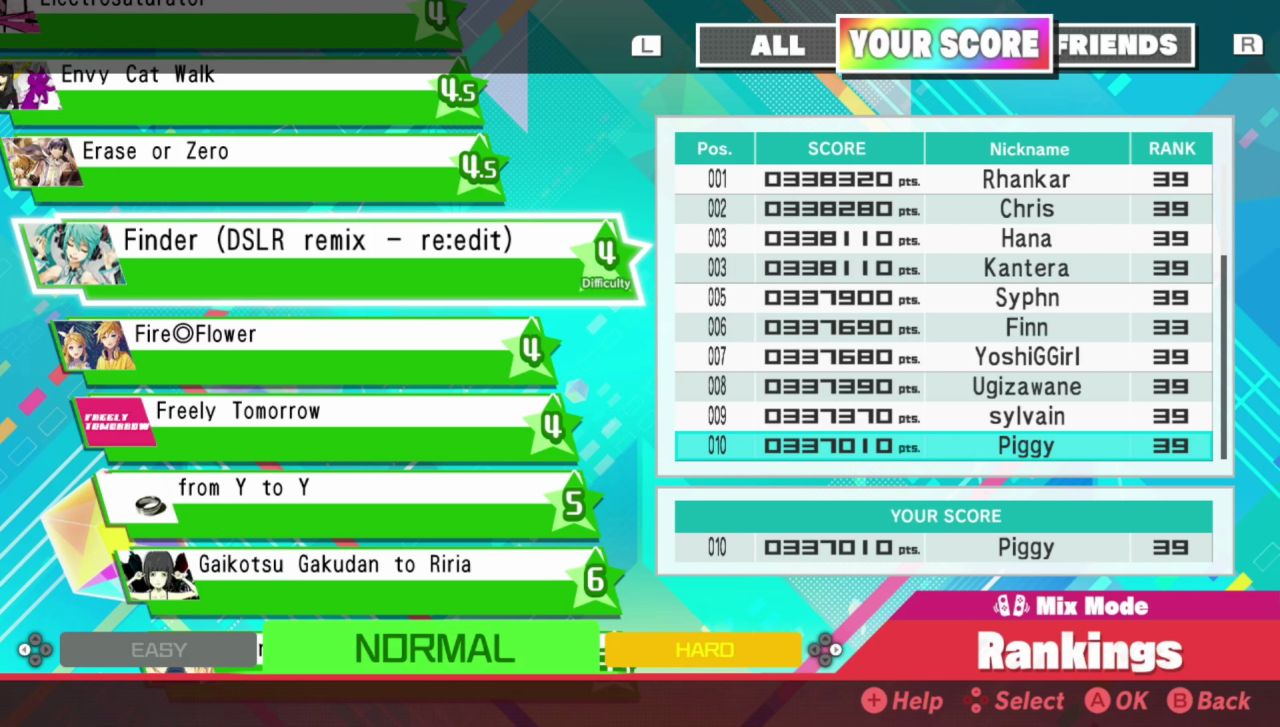 Electrosaturator
4
Envy Cat Walk
4.5
Erase or Zero
4.5
Finder (DSLR remix - re:edit)
4
Difficulty
Fire◎Flower
4
FREELY
TOMORROW
Freely Tomorrow
4
from Y to Y
5
Gaikotsu Gakudan to Riria
6
EASY
NORMAL
HARD
L
ALL
YOUR SCORE
FRIENDS
R
Pos. SCORE Nickname RANK
001 0338320 pts. Rhankar 39
002 0338280 pts. Chris 39
003 0338110 pts. Hana 39
003 0338110 pts. Kantera 39
005 0337900 pts. Syphn 39
006 0337690 pts. Finn 33
007 0337680 pts. YoshiGGirl 39
008 0337390 pts. Ugizawane 39
009 0337370 pts. sylvain 39
010 0337010 pts. Piggy 39
YOUR SCORE
010 0337010 pts. Piggy 39
Mix Mode
Rankings
+ Help Select A OK B Back